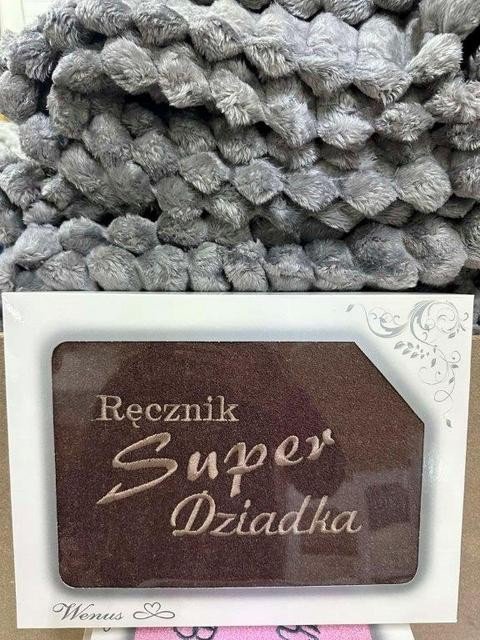 Ręcznik
Super
Dziadka
Wenus